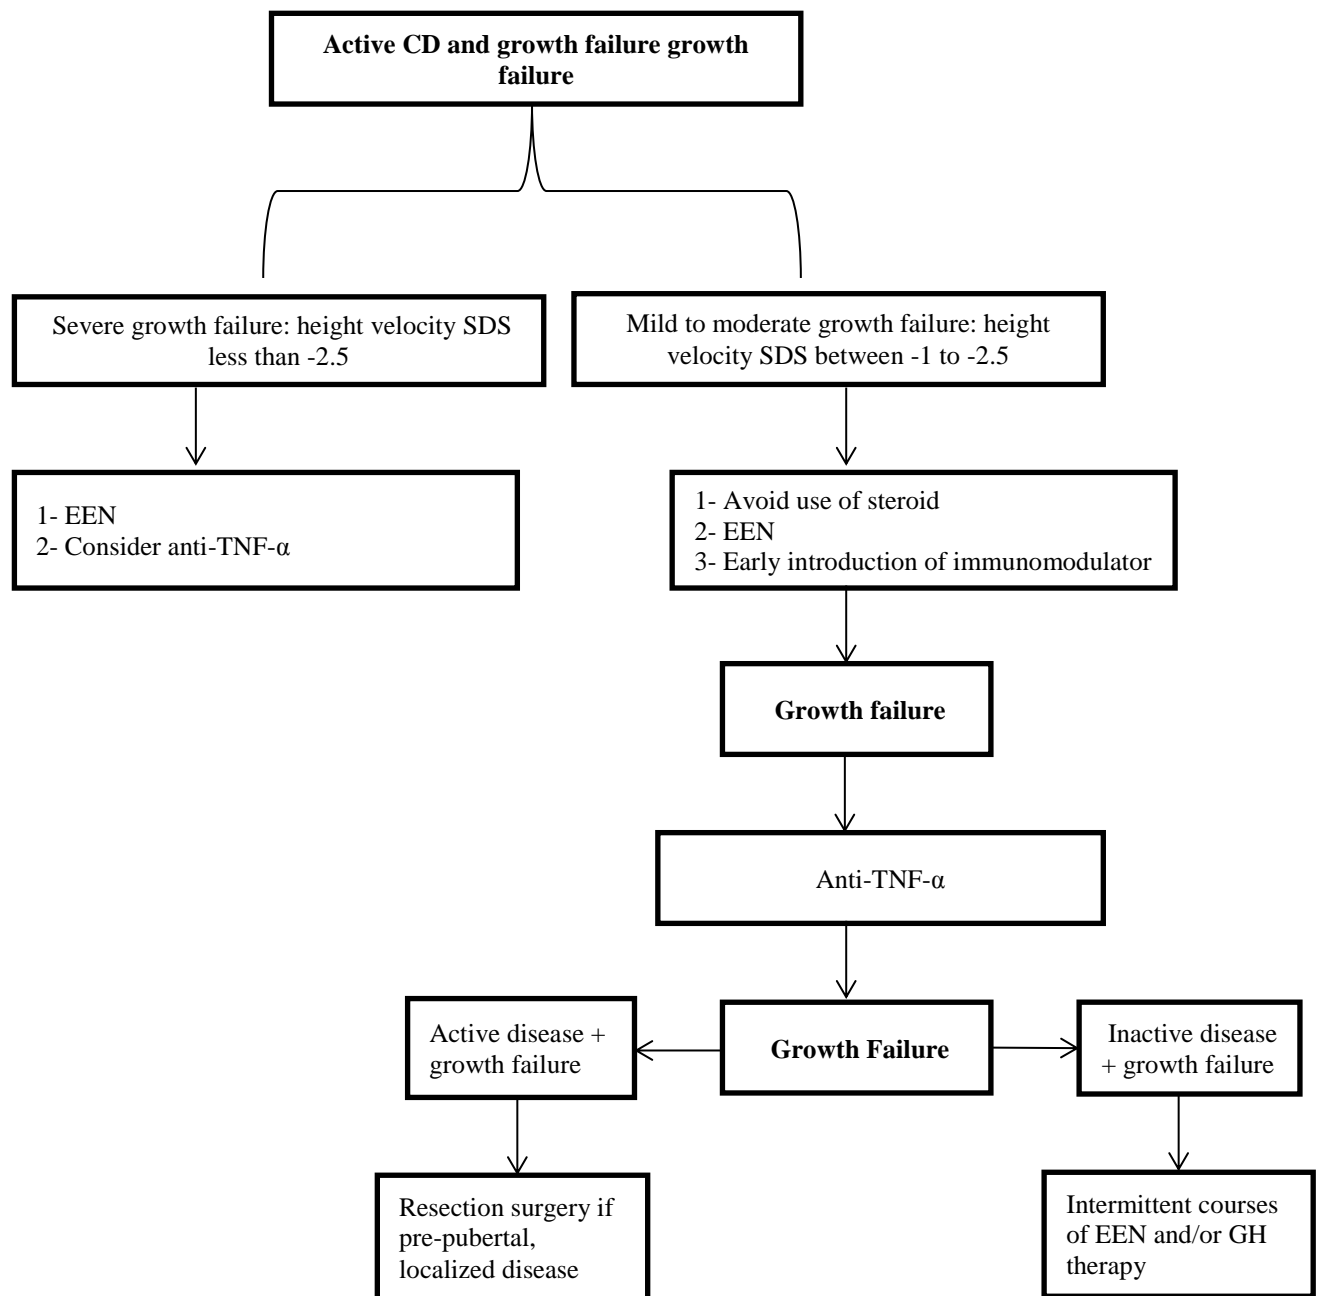 Active CD and growth failure growth
failure
Severe growth failure: height velocity SDS
less than -2.5
Mild to moderate growth failure: height
velocity SDS between -1 to -2.5
1- EEN
2- Consider anti-TNF-α
1- Avoid use of steroid
2- EEN
3- Early introduction of immunomodulator
Growth failure
Anti-TNF-α
Active disease +
growth failure
Growth Failure
Inactive disease
+ growth failure
Resection surgery if
pre-pubertal,
localized disease
Intermittent courses
of EEN and/or GH
therapy